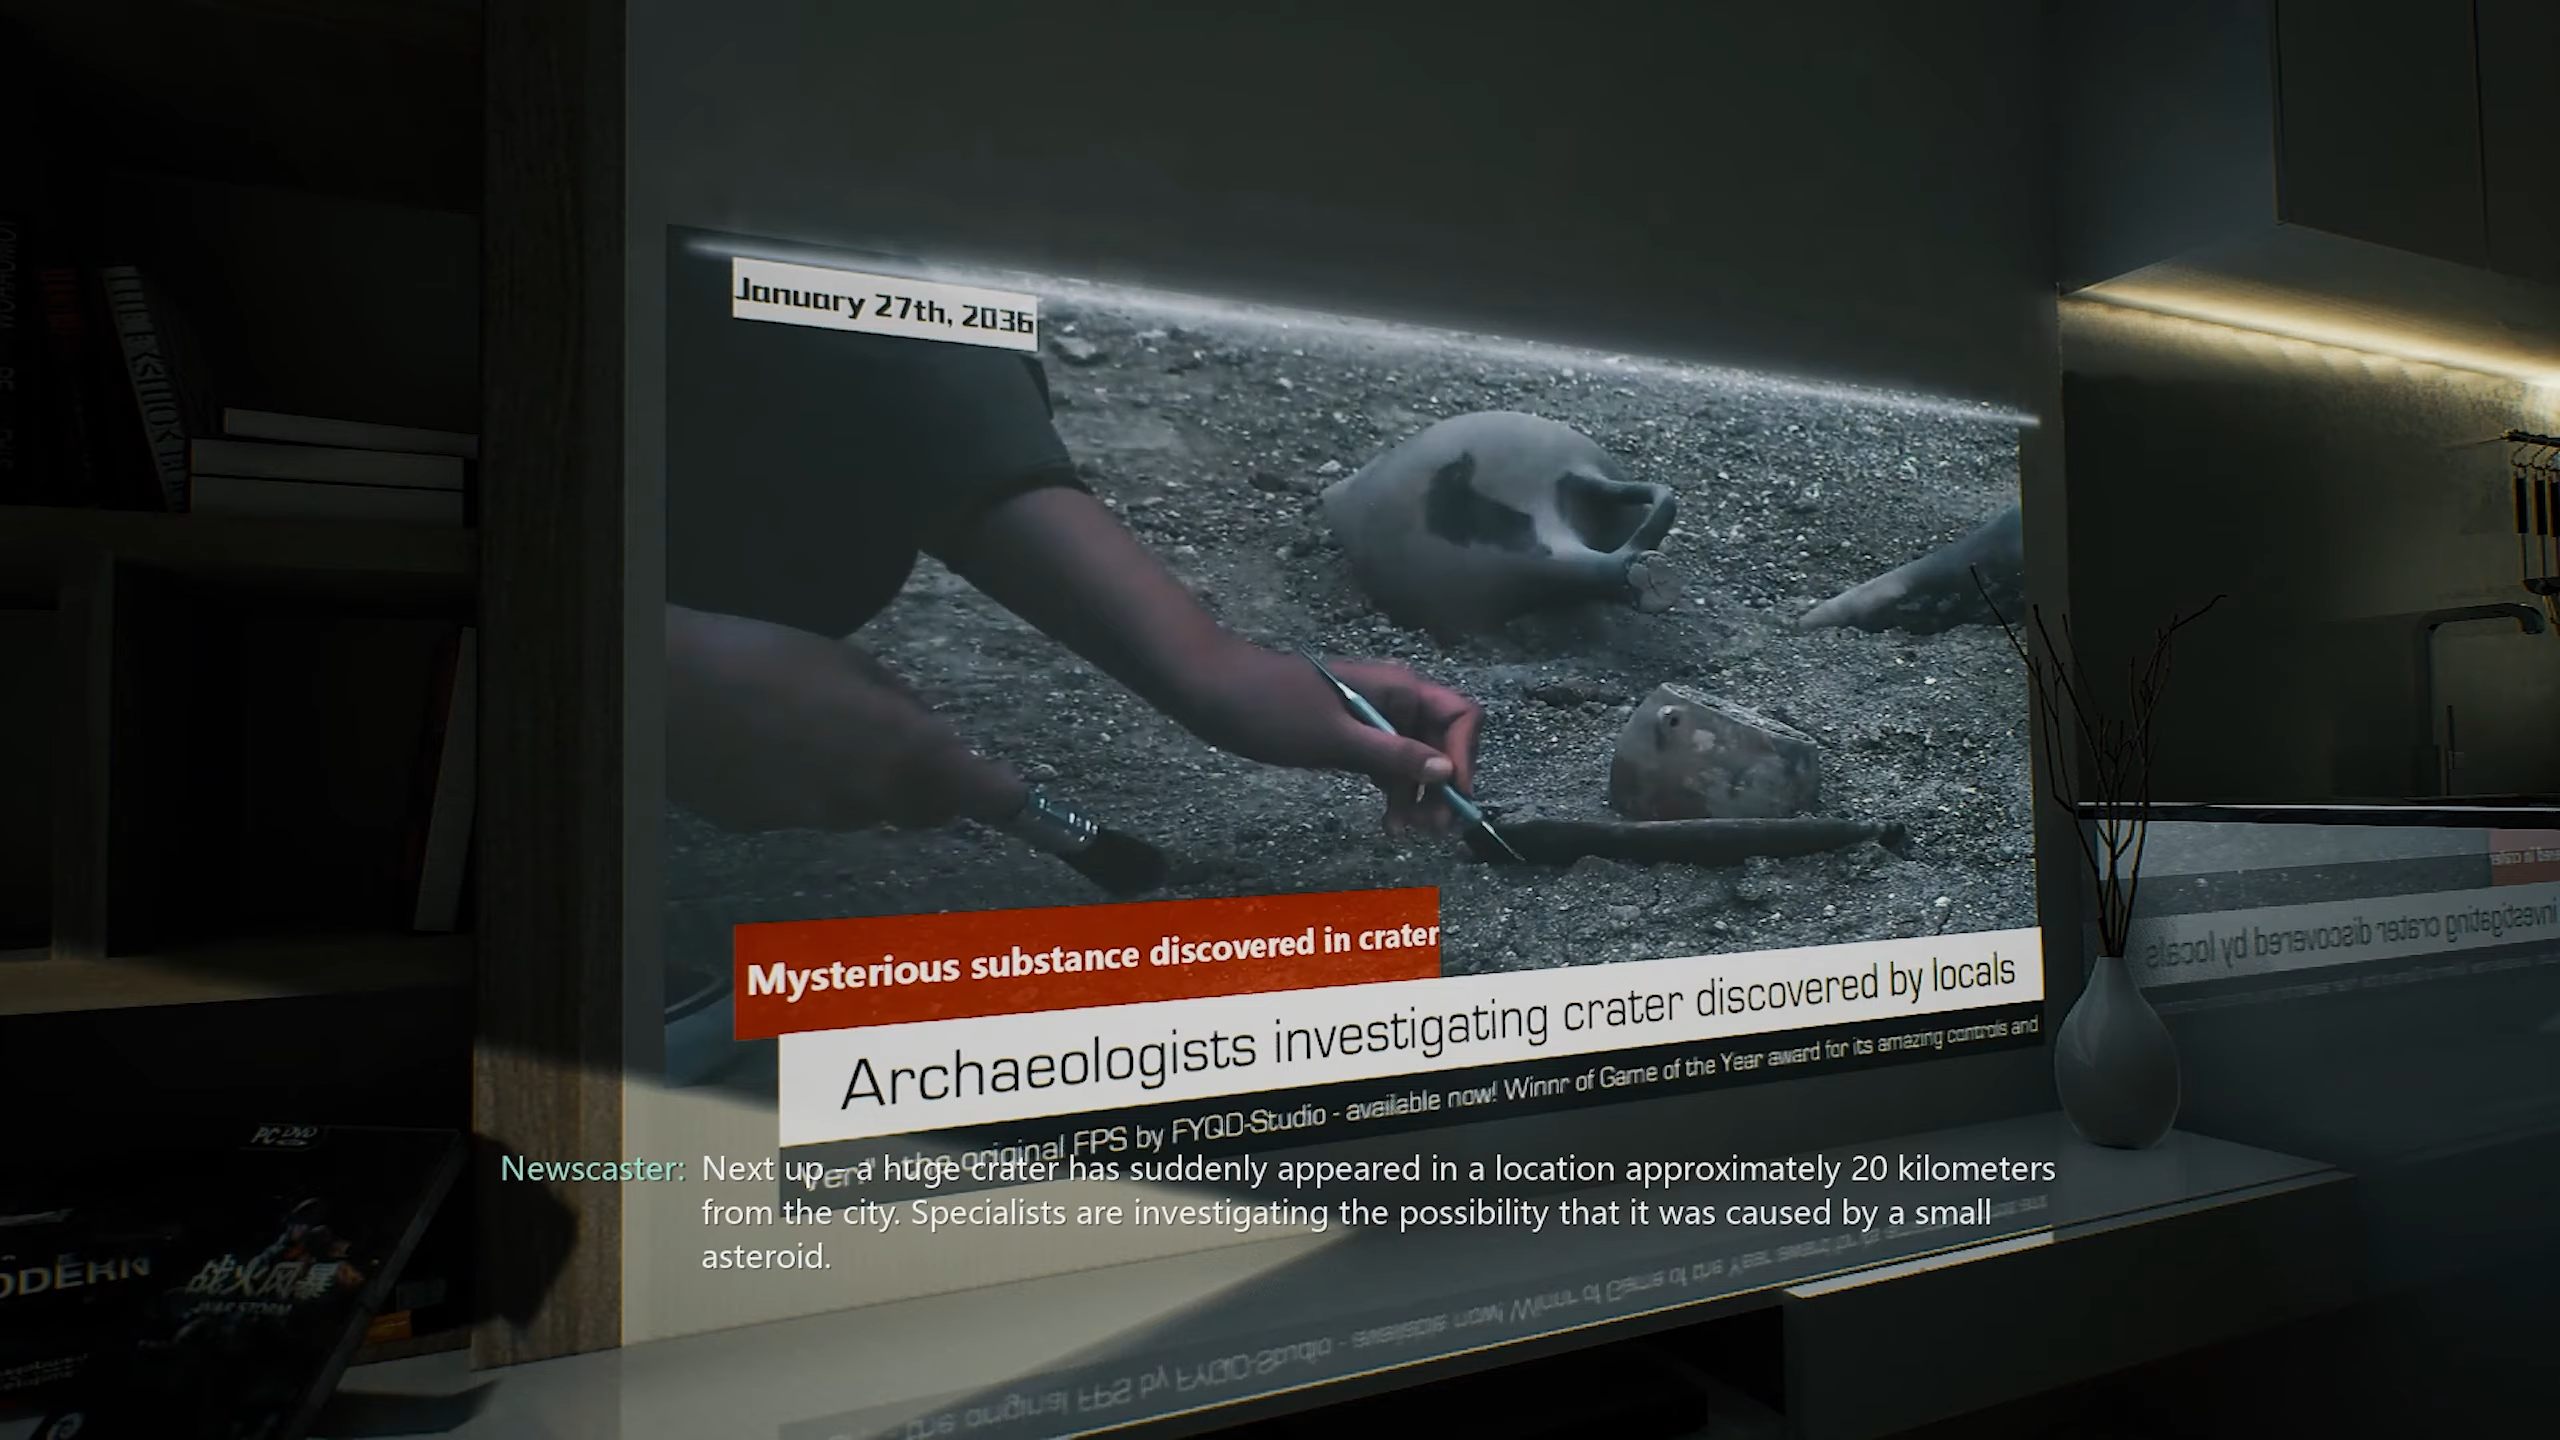 January 27th, 2036
Mysterious substance discovered in crater
Archaeologists investigating crater discovered by locals
ver!" - the original FPS by FYQD-Studio - available now! Winnr of Game of the Year award for its amazing controls and
Newscaster: Next up - a huge crater has suddenly appeared in a location approximately 20 kilometers
from the city. Specialists are investigating the possibility that it was caused by a small
asteroid.
PC DVD
ODERN
战火风暴
WAR STORM